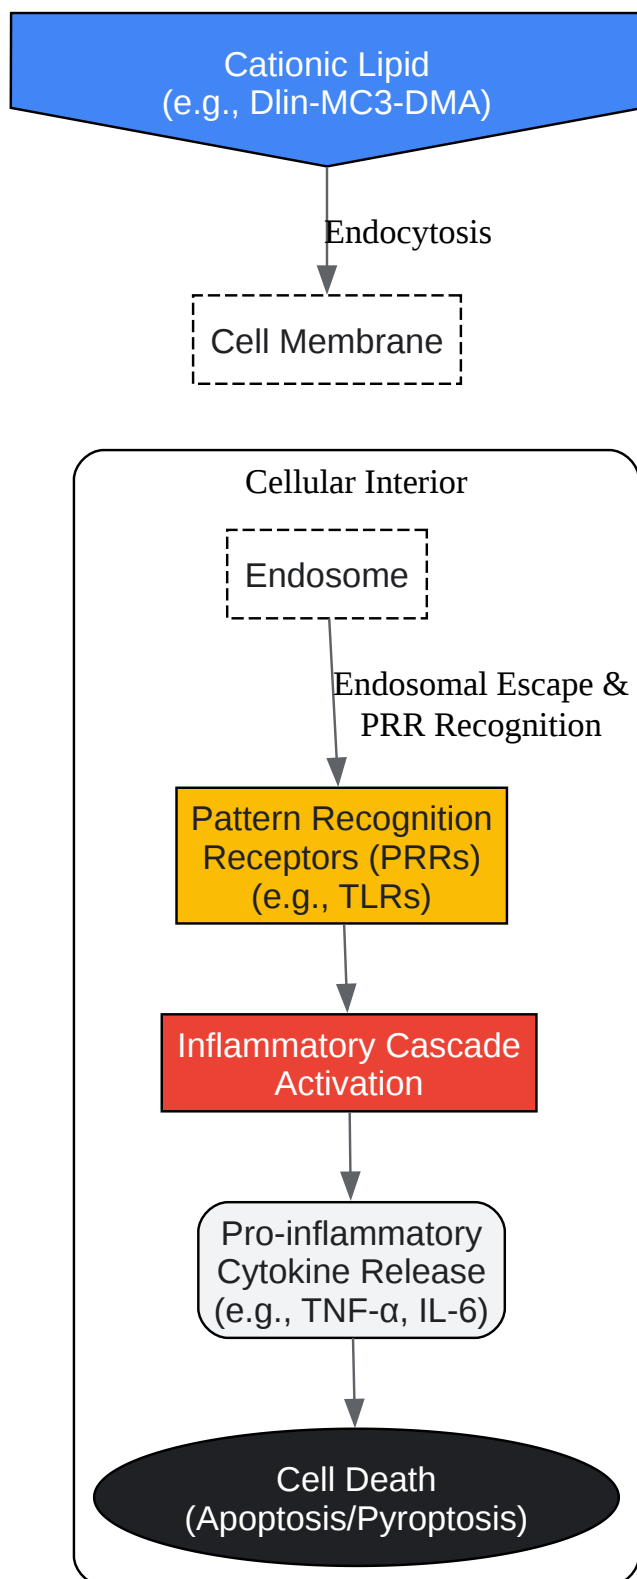 Cationic Lipid
(e.g., Dlin-MC3-DMA)
Endocytosis
Cell Membrane
Cellular Interior
Endosome
Endosomal Escape &
PRR Recognition
Pattern Recognition
Receptors (PRRs)
(e.g., TLRs)
Inflammatory Cascade
Activation
Pro-inflammatory
Cytokine Release
(e.g., TNF-α, IL-6)
Cell Death
(Apoptosis/Pyroptosis)